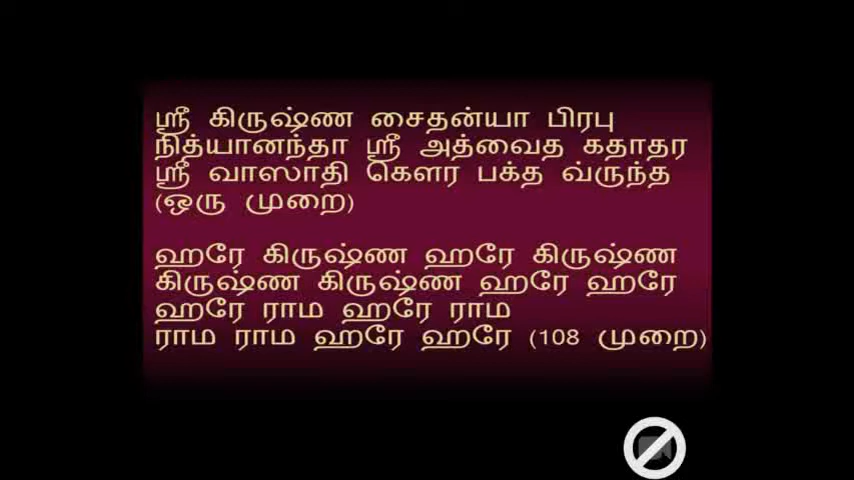 ஸ்ரீ கிருஷ்ண சைதன்யா பிரபு
நித்யானந்தா ஸ்ரீ அத்வைத கதாதர
ஸ்ரீ வாஸாதி கௌர பக்த வ்ருந்த
(ஒரு முறை)
ஹரே கிருஷ்ண ஹரே கிருஷ்ண
கிருஷ்ண கிருஷ்ண ஹரே ஹரே
ஹரே ராம ஹரே ராம
ராம ராம ஹரே ஹரே (108 முறை)